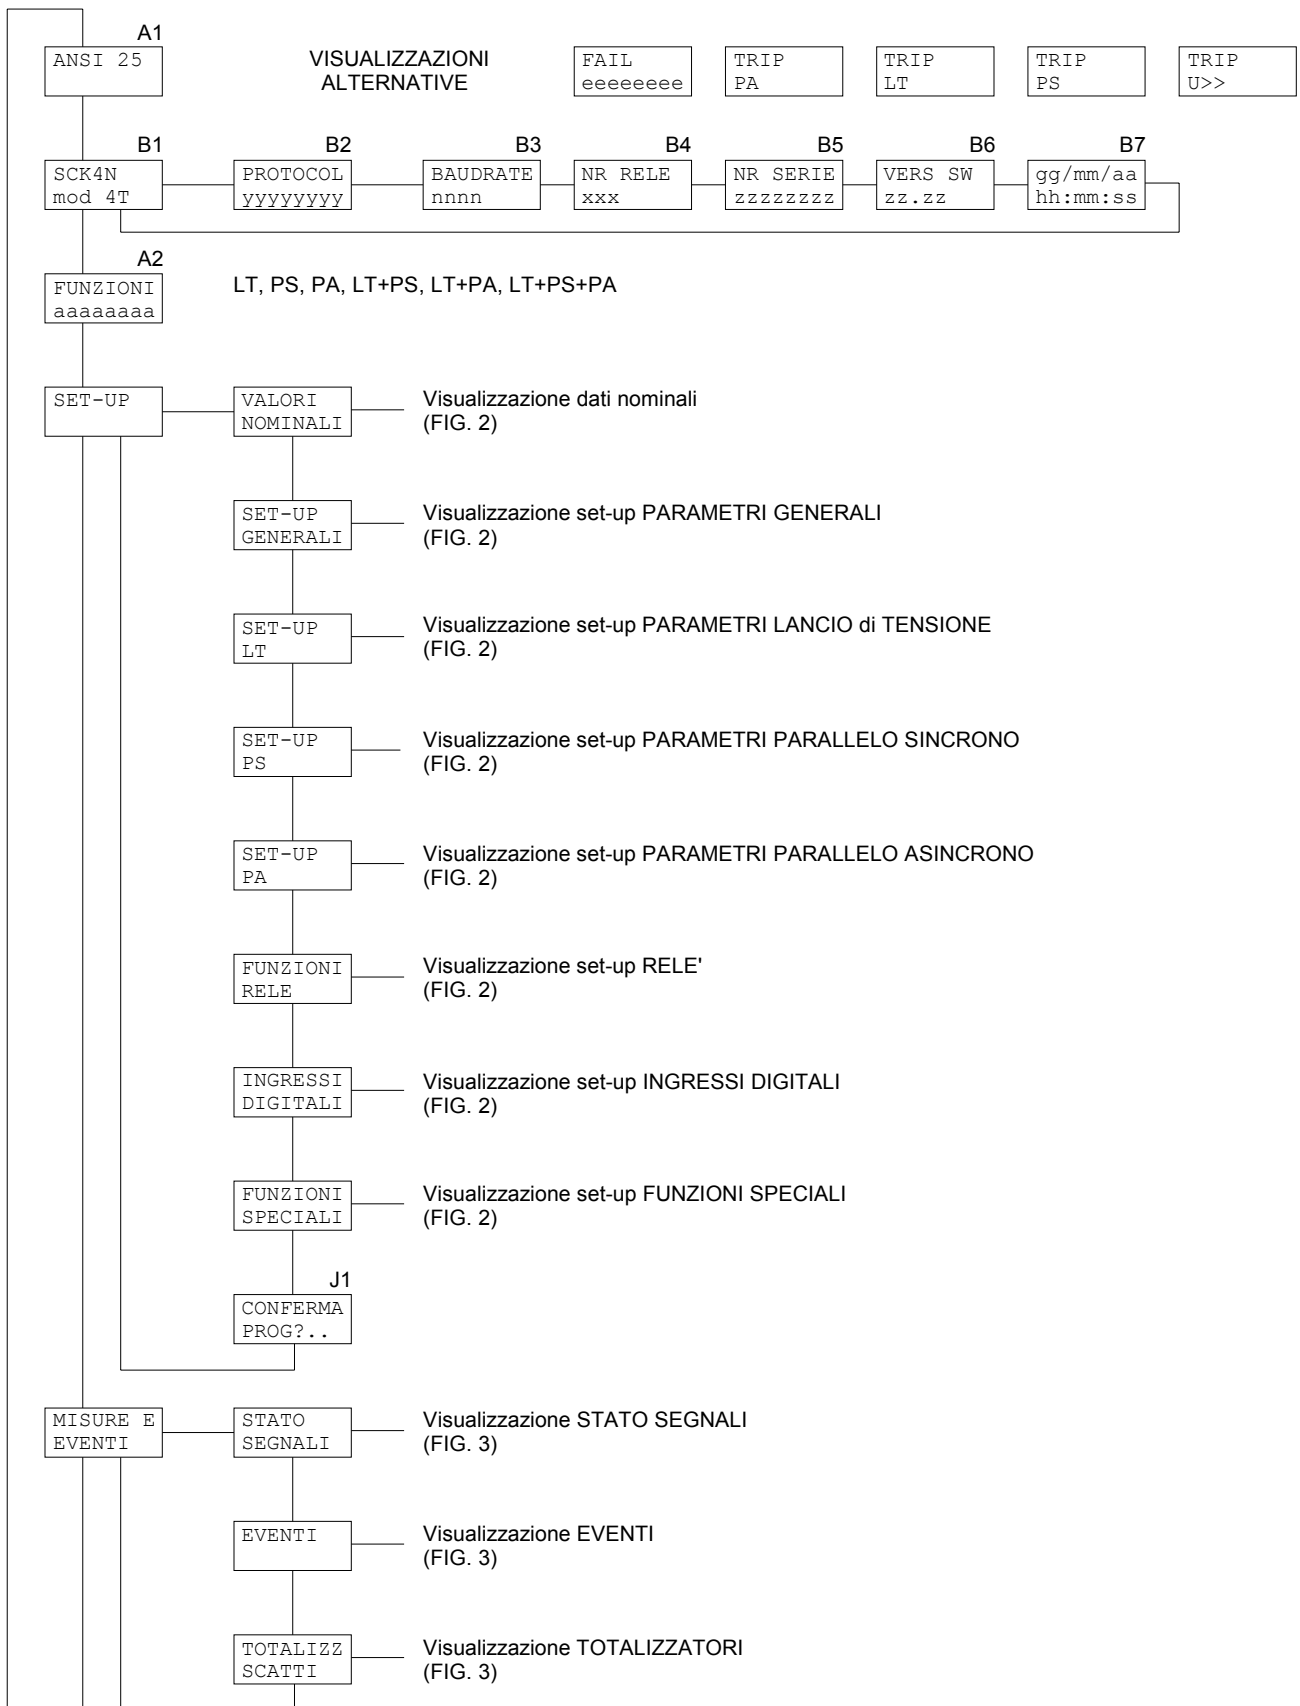 A1
ANSI 25
VISUALIZZAZIONI
ALTERNATIVE
FAIL
eeeeeeee
TRIP
PA
TRIP
LT
TRIP
PS
TRIP
U>>
B1
SCK4N
mod 4T
B2
PROTOCOL
yyyyyyyy
B3
BAUDRATE
nnnn
B4
NR RELE
xxx
B5
NR SERIE
zzzzzzzz
B6
VERS SW
zz.zz
B7
gg/mm/aa
hh:mm:ss
A2
FUNZIONI
aaaaaaaa
LT, PS, PA, LT+PS, LT+PA, LT+PS+PA
SET-UP
VALORI
NOMINALI
Visualizzazione dati nominali
(FIG. 2)
SET-UP
GENERALI
Visualizzazione set-up PARAMETRI GENERALI
(FIG. 2)
SET-UP
LT
Visualizzazione set-up PARAMETRI LANCIO di TENSIONE
(FIG. 2)
SET-UP
PS
Visualizzazione set-up PARAMETRI PARALLELO SINCRONO
(FIG. 2)
SET-UP
PA
Visualizzazione set-up PARAMETRI PARALLELO ASINCRONO
(FIG. 2)
FUNZIONI
RELE
Visualizzazione set-up RELE'
(FIG. 2)
INGRESSI
DIGITALI
Visualizzazione set-up INGRESSI DIGITALI
(FIG. 2)
FUNZIONI
SPECIALI
Visualizzazione set-up FUNZIONI SPECIALI
(FIG. 2)
J1
CONFERMA
PROG?..
MISURE E
EVENTI
STATO
SEGNALI
Visualizzazione STATO SEGNALI
(FIG. 3)
EVENTI
Visualizzazione EVENTI
(FIG. 3)
TOTALIZZ
SCATTI
Visualizzazione TOTALIZZATORI
(FIG. 3)